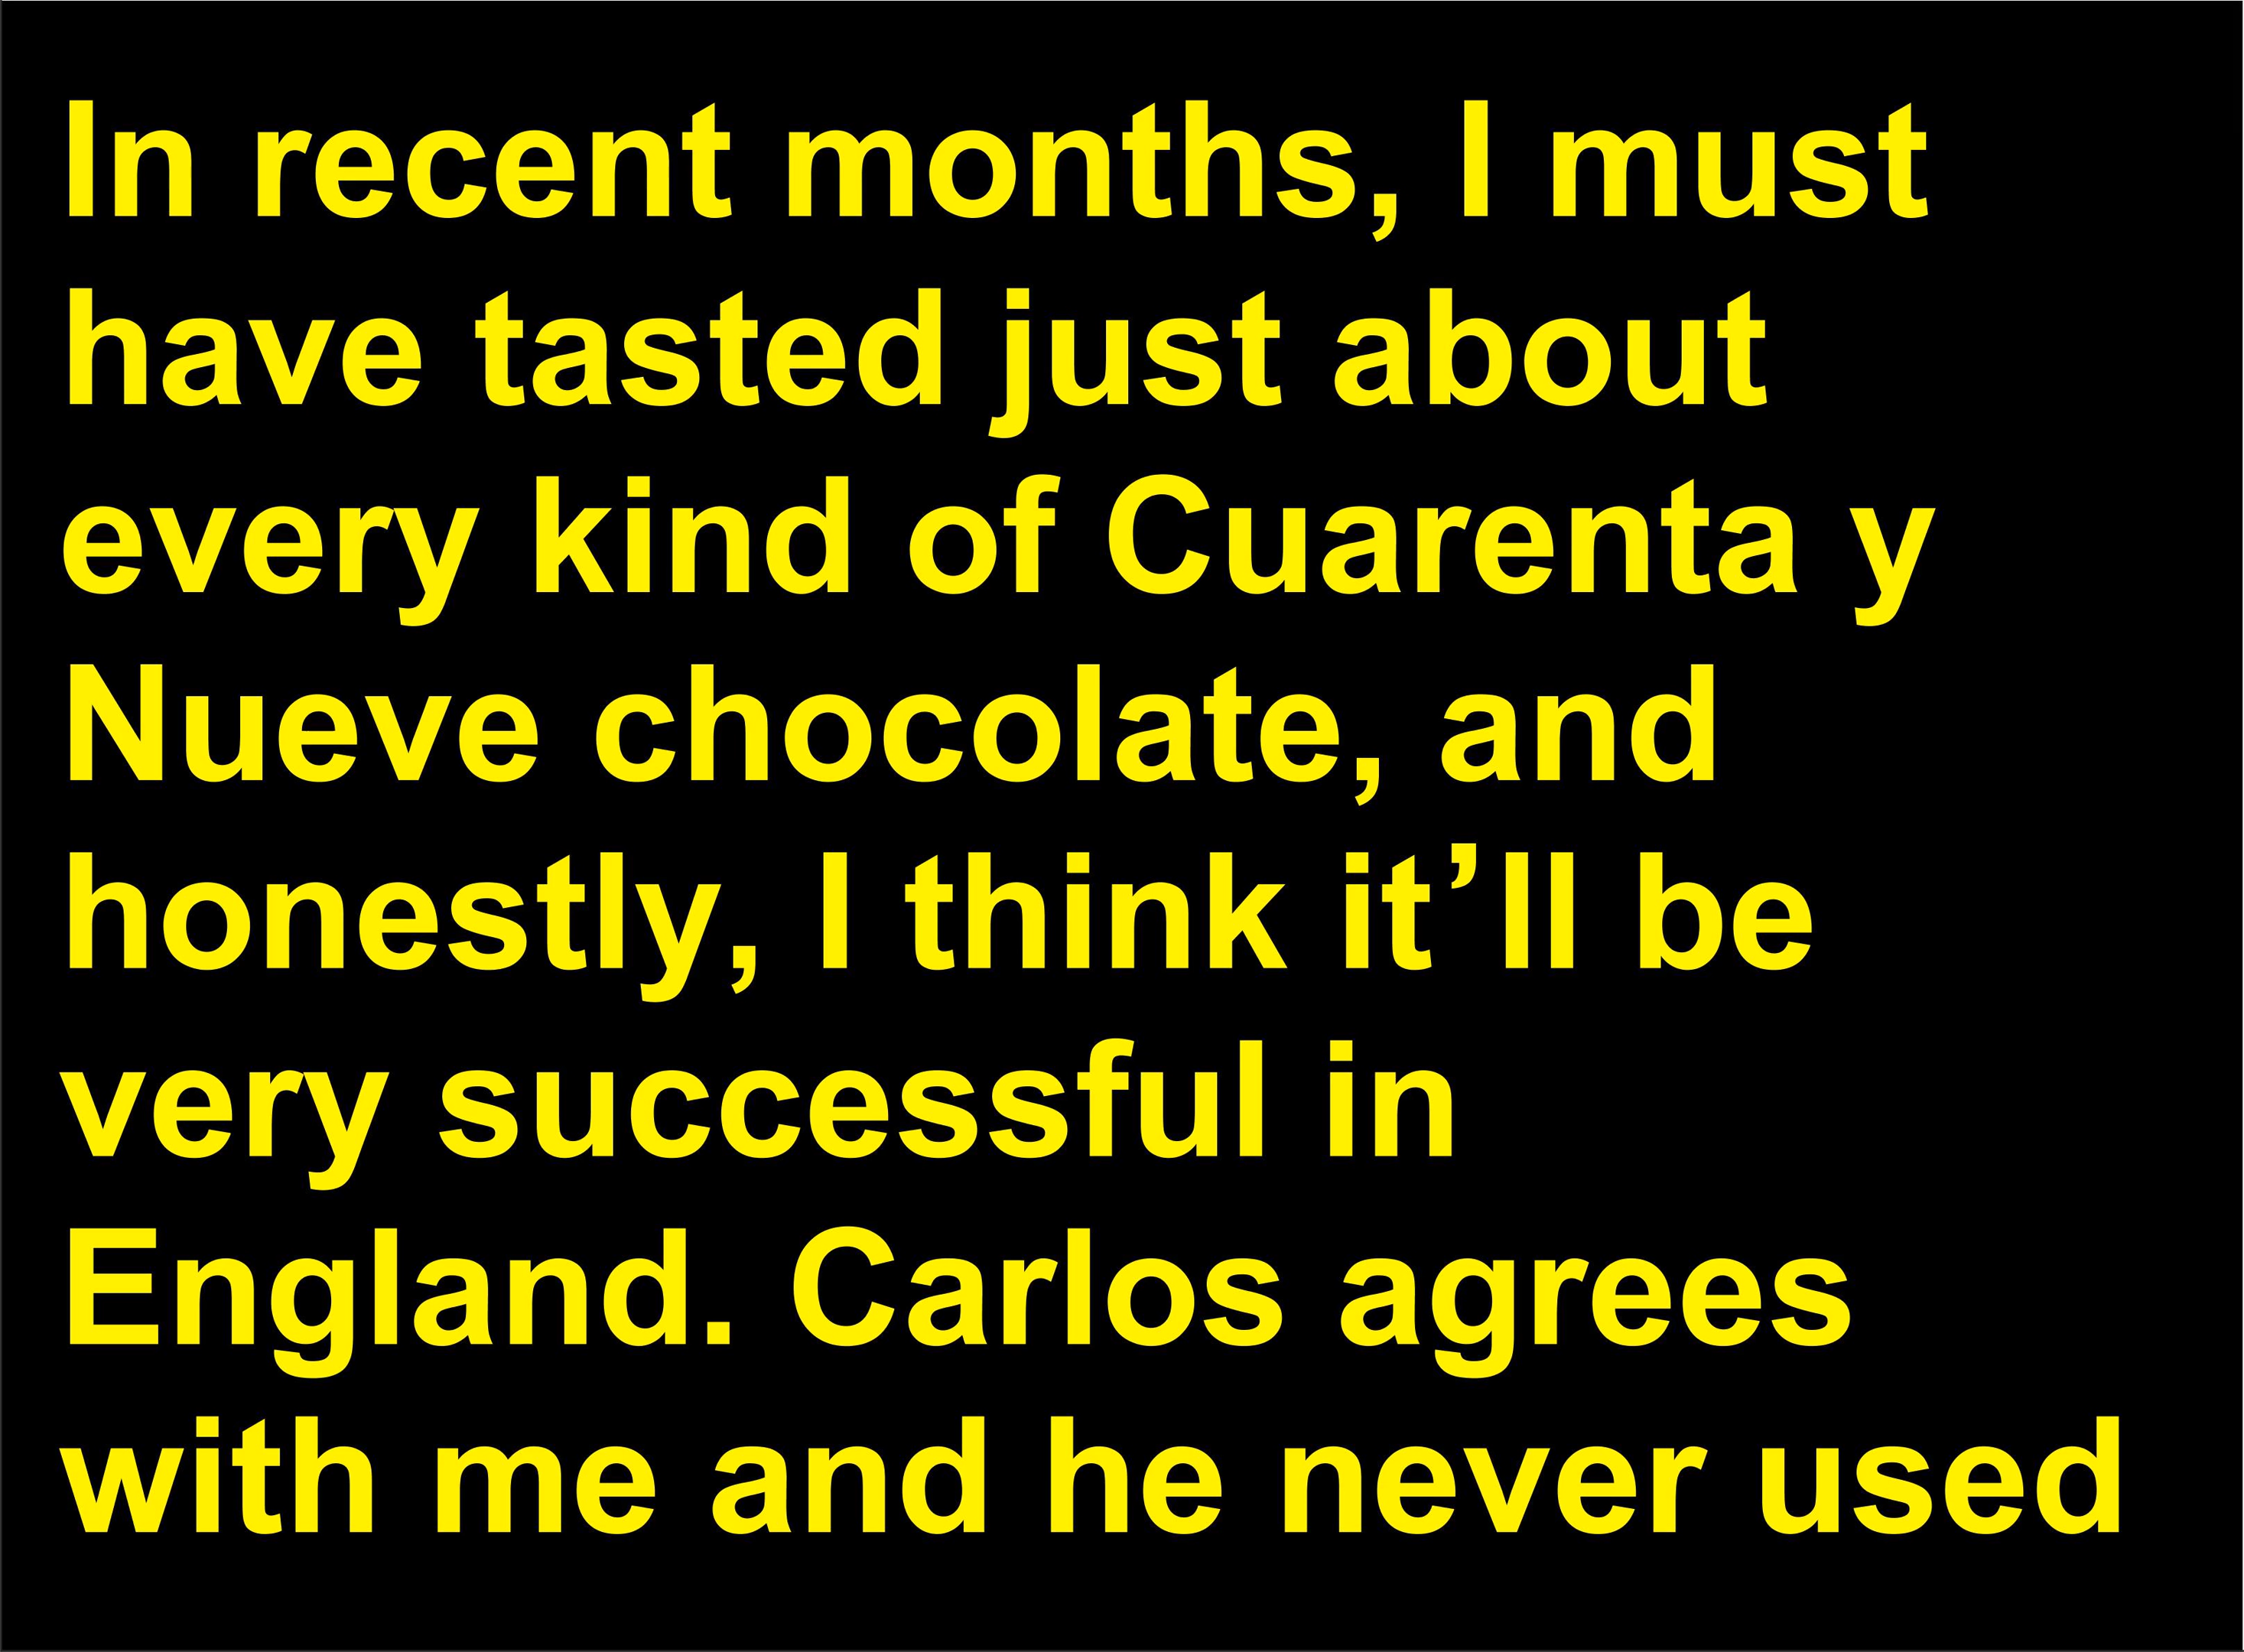 In recent months, I must
have tasted just about
every kind of Cuarenta y
Nueve chocolate, and
honestly, I think it’ll be
very successful in
England. Carlos agrees
with me and he never used